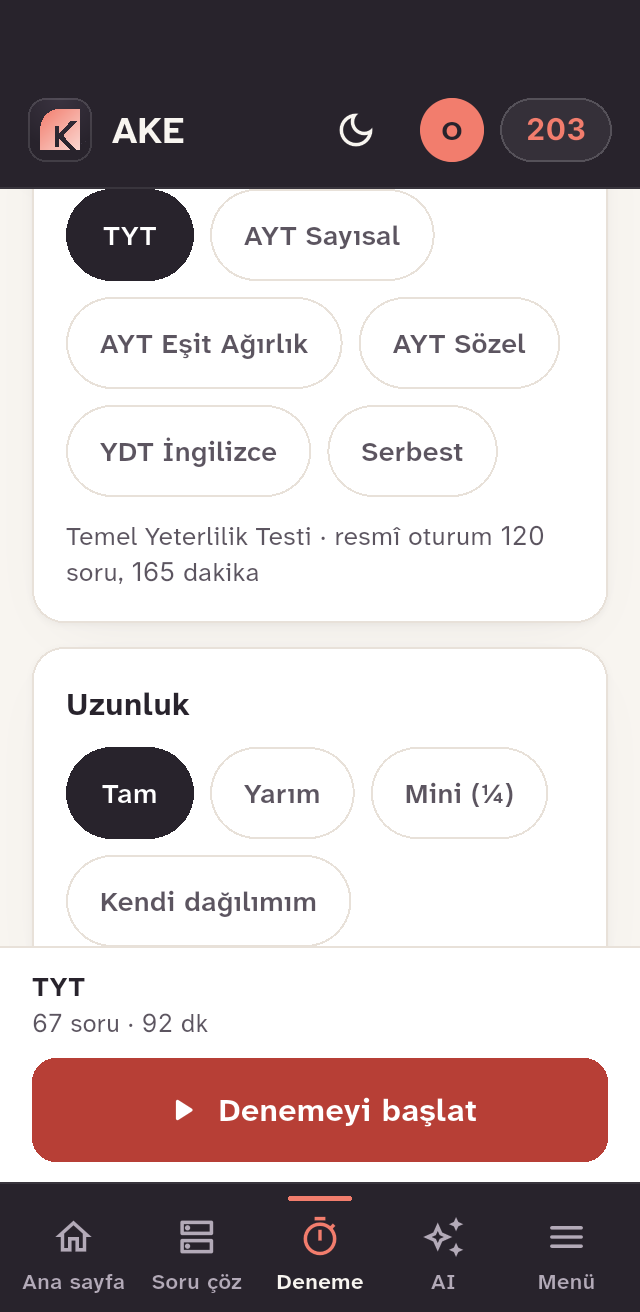 K AKE O 203
TYT AYT Sayısal
AYT Eşit Ağırlık AYT Sözel
YDT İngilizce Serbest
Temel Yeterlilik Testi · resmî oturum 120
soru, 165 dakika
Uzunluk
Tam Yarım Mini (¼)
Kendi dağılımım
TYT
67 soru · 92 dk
Denemeyi başlat
Ana sayfa Soru çöz Deneme AI Menü